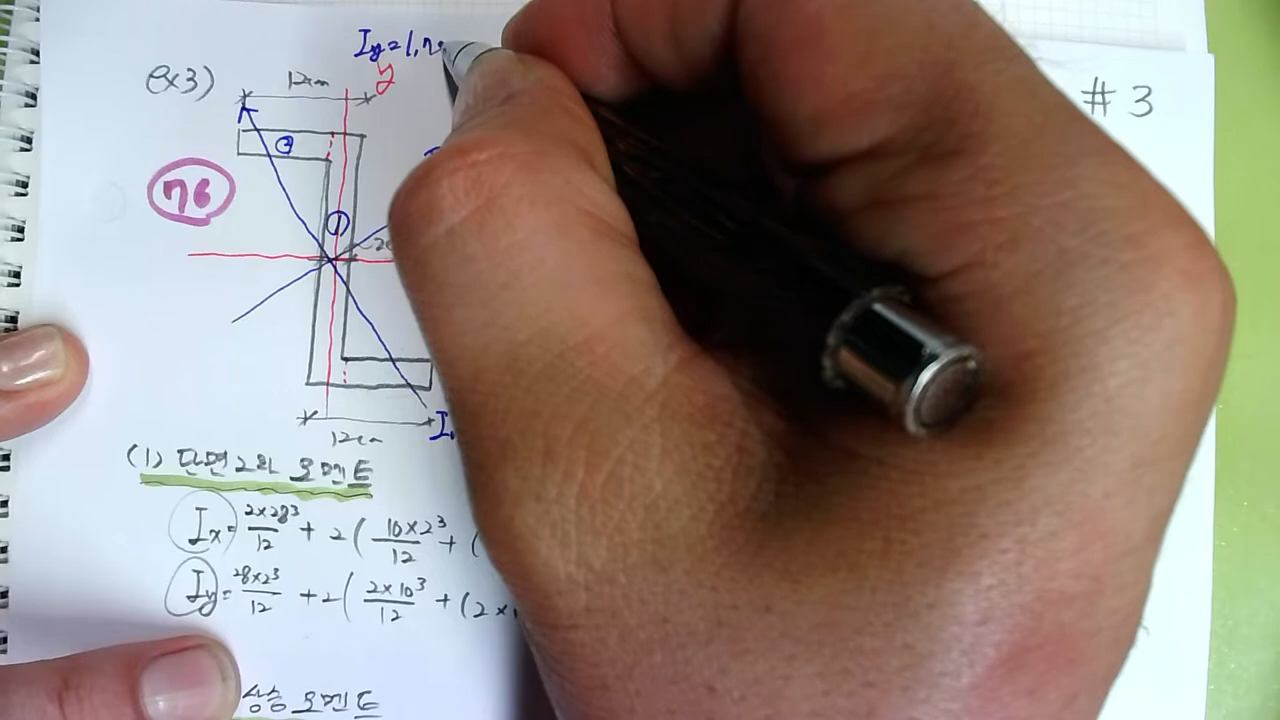 Iy=1,7
ex3) 12cm y #3
②
76
①
12cm
(1) 단면 2차 모멘트
Ix= 2×28³/12 + 2( 10×2³/12 + (
Iy= 28×2³/12 + 2( 2×10³/12 + (2×1
상승 모멘트